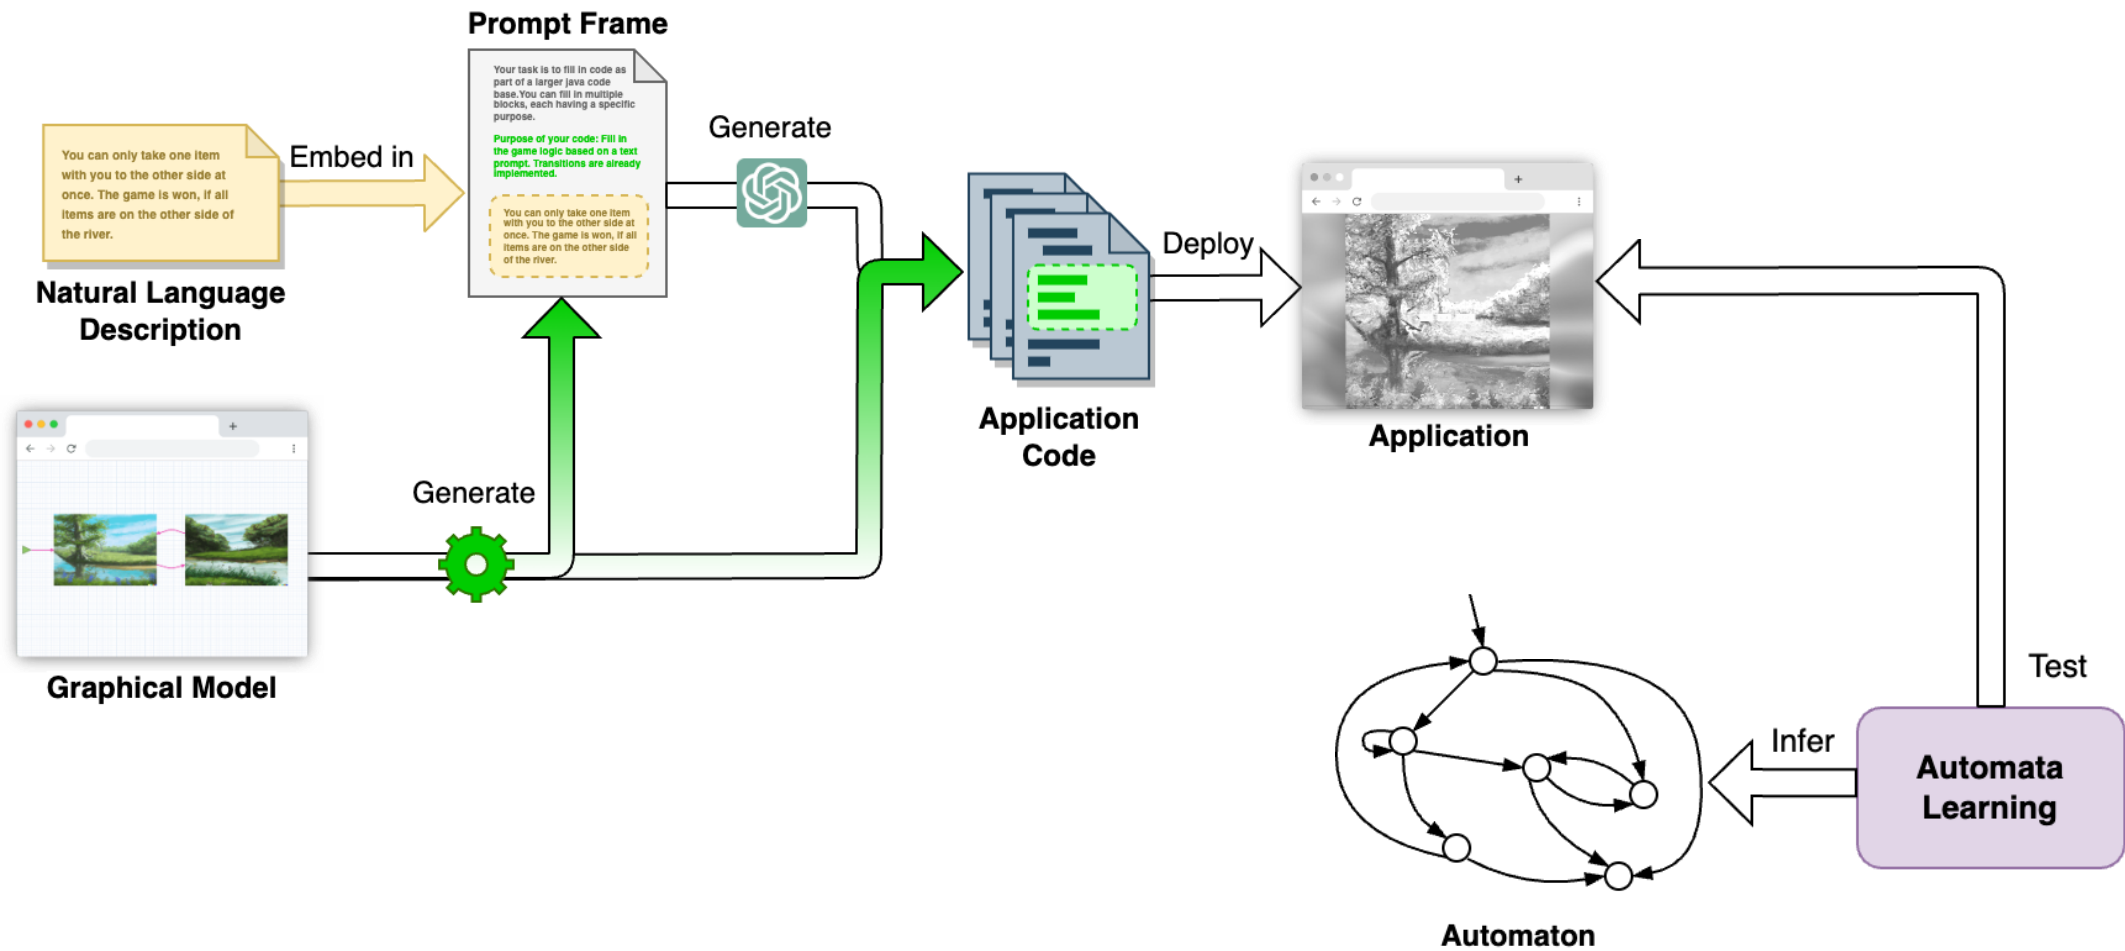 Prompt Frame
Your task is to fill in code as
part of a larger java code
base.You can fill in multiple
blocks, each having a specific
purpose.
Purpose of your code: Fill in
the game logic based on a text
prompt. Transitions are already
implemented.
You can only take one item
with you to the other side at
once. The game is won, if all
items are on the other side
of the river.
You can only take one item
with you to the other side at
once. The game is won, if all
items are on the other side of
the river.
Embed in
Natural Language
Description
Generate
Deploy
Application
Code
Application
Generate
Graphical Model
Test
Infer
Automata
Learning
Automaton